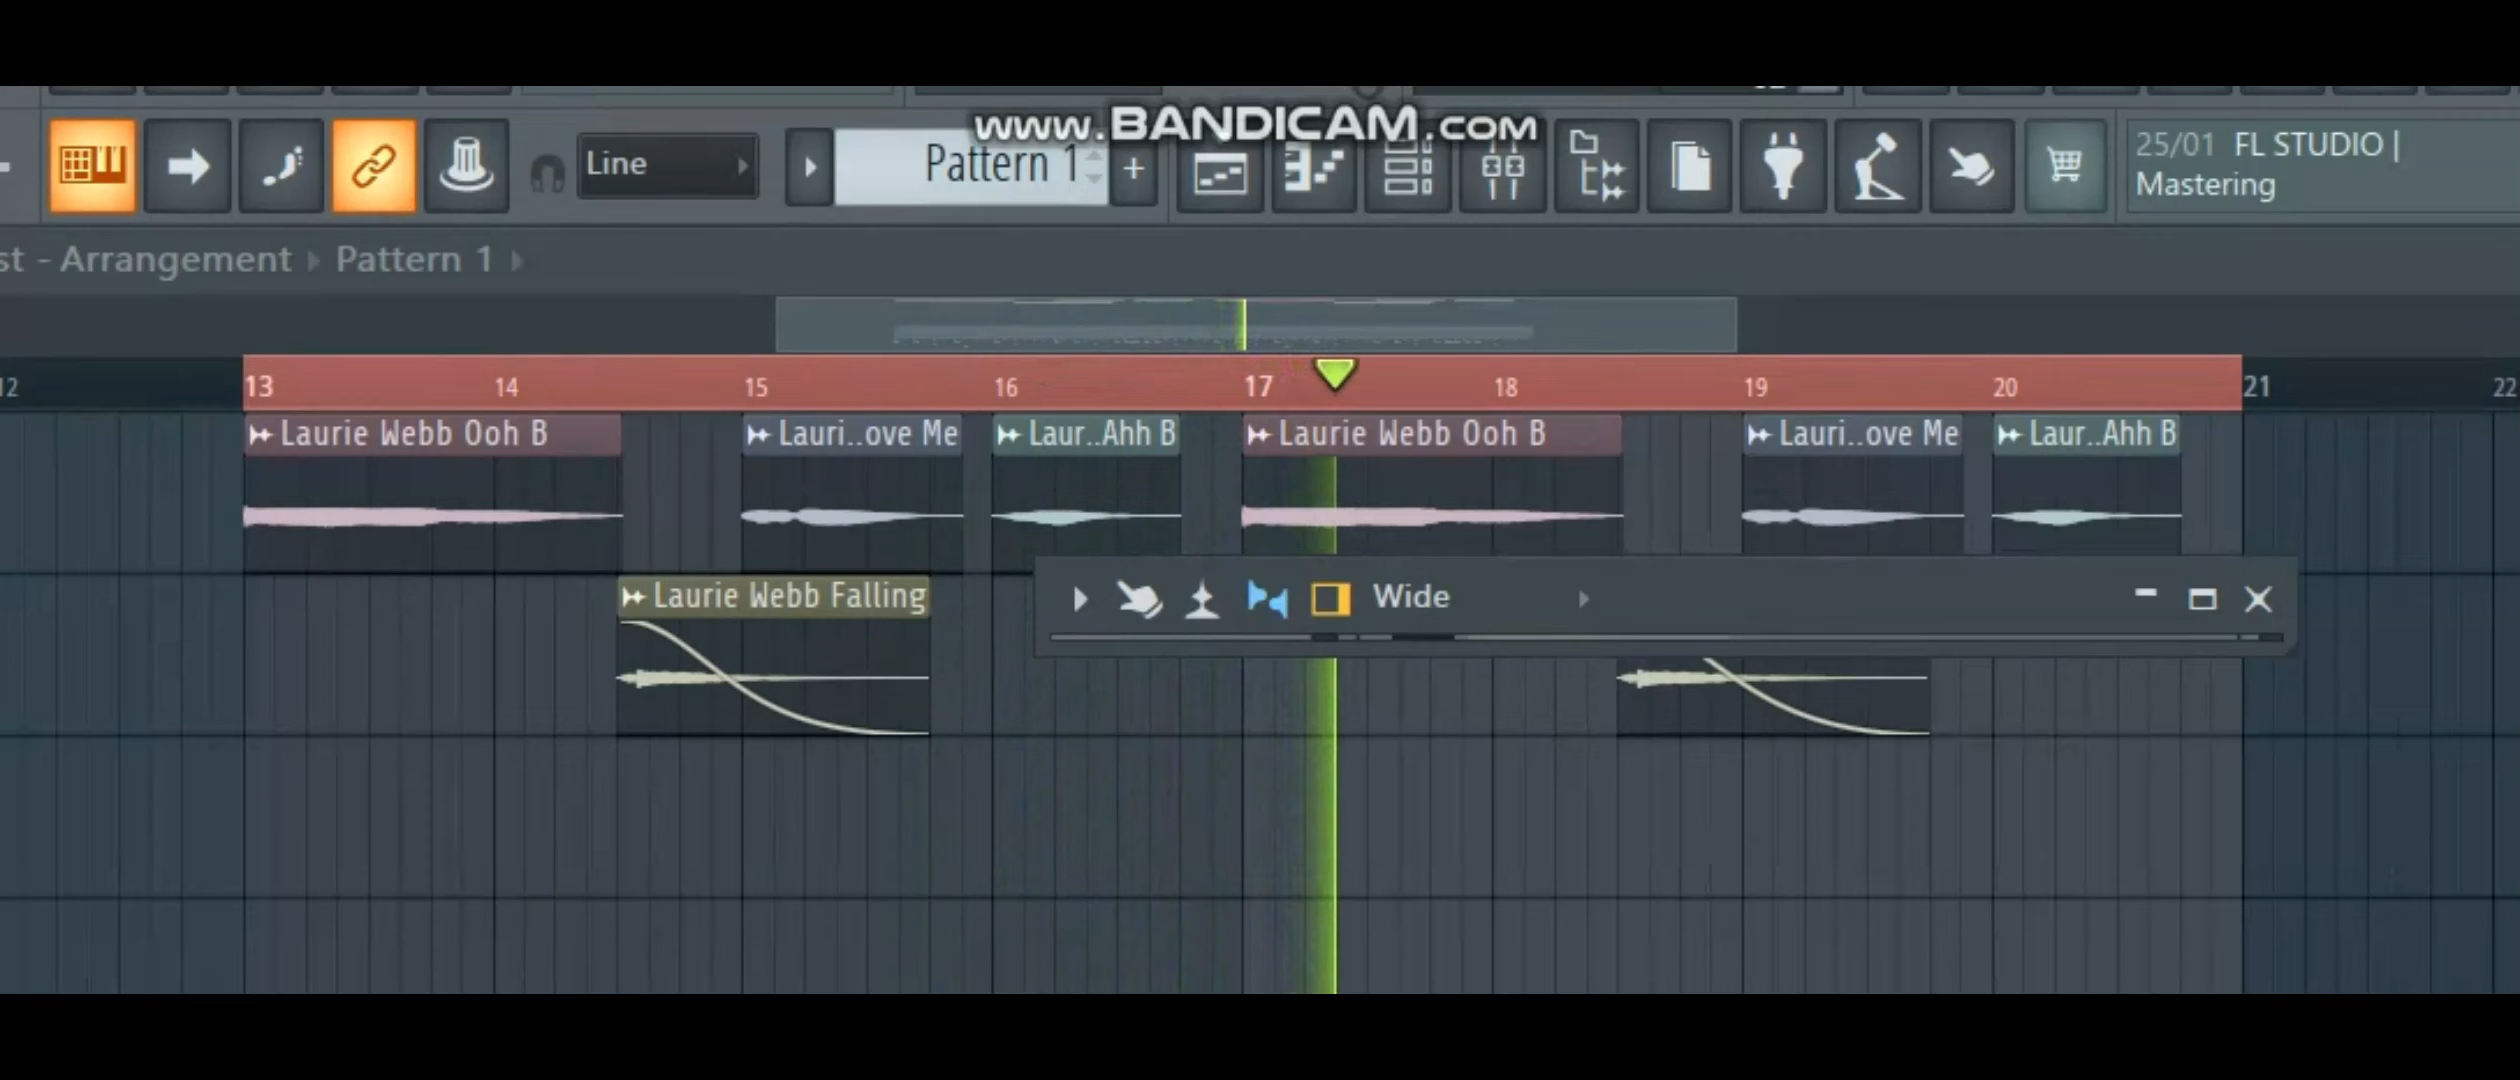 www.BANDICAM.com
Line
Pattern 1
+
25/01 FL STUDIO |
Mastering
st - Arrangement
Pattern 1
12 13 14 15 16 17 18 19 20 21 22
Laurie Webb Ooh B
Lauri..ove Me
Laur..Ahh B
Laurie Webb Ooh B
Lauri..ove Me
Laur..Ahh B
Laurie Webb Falling
Wide